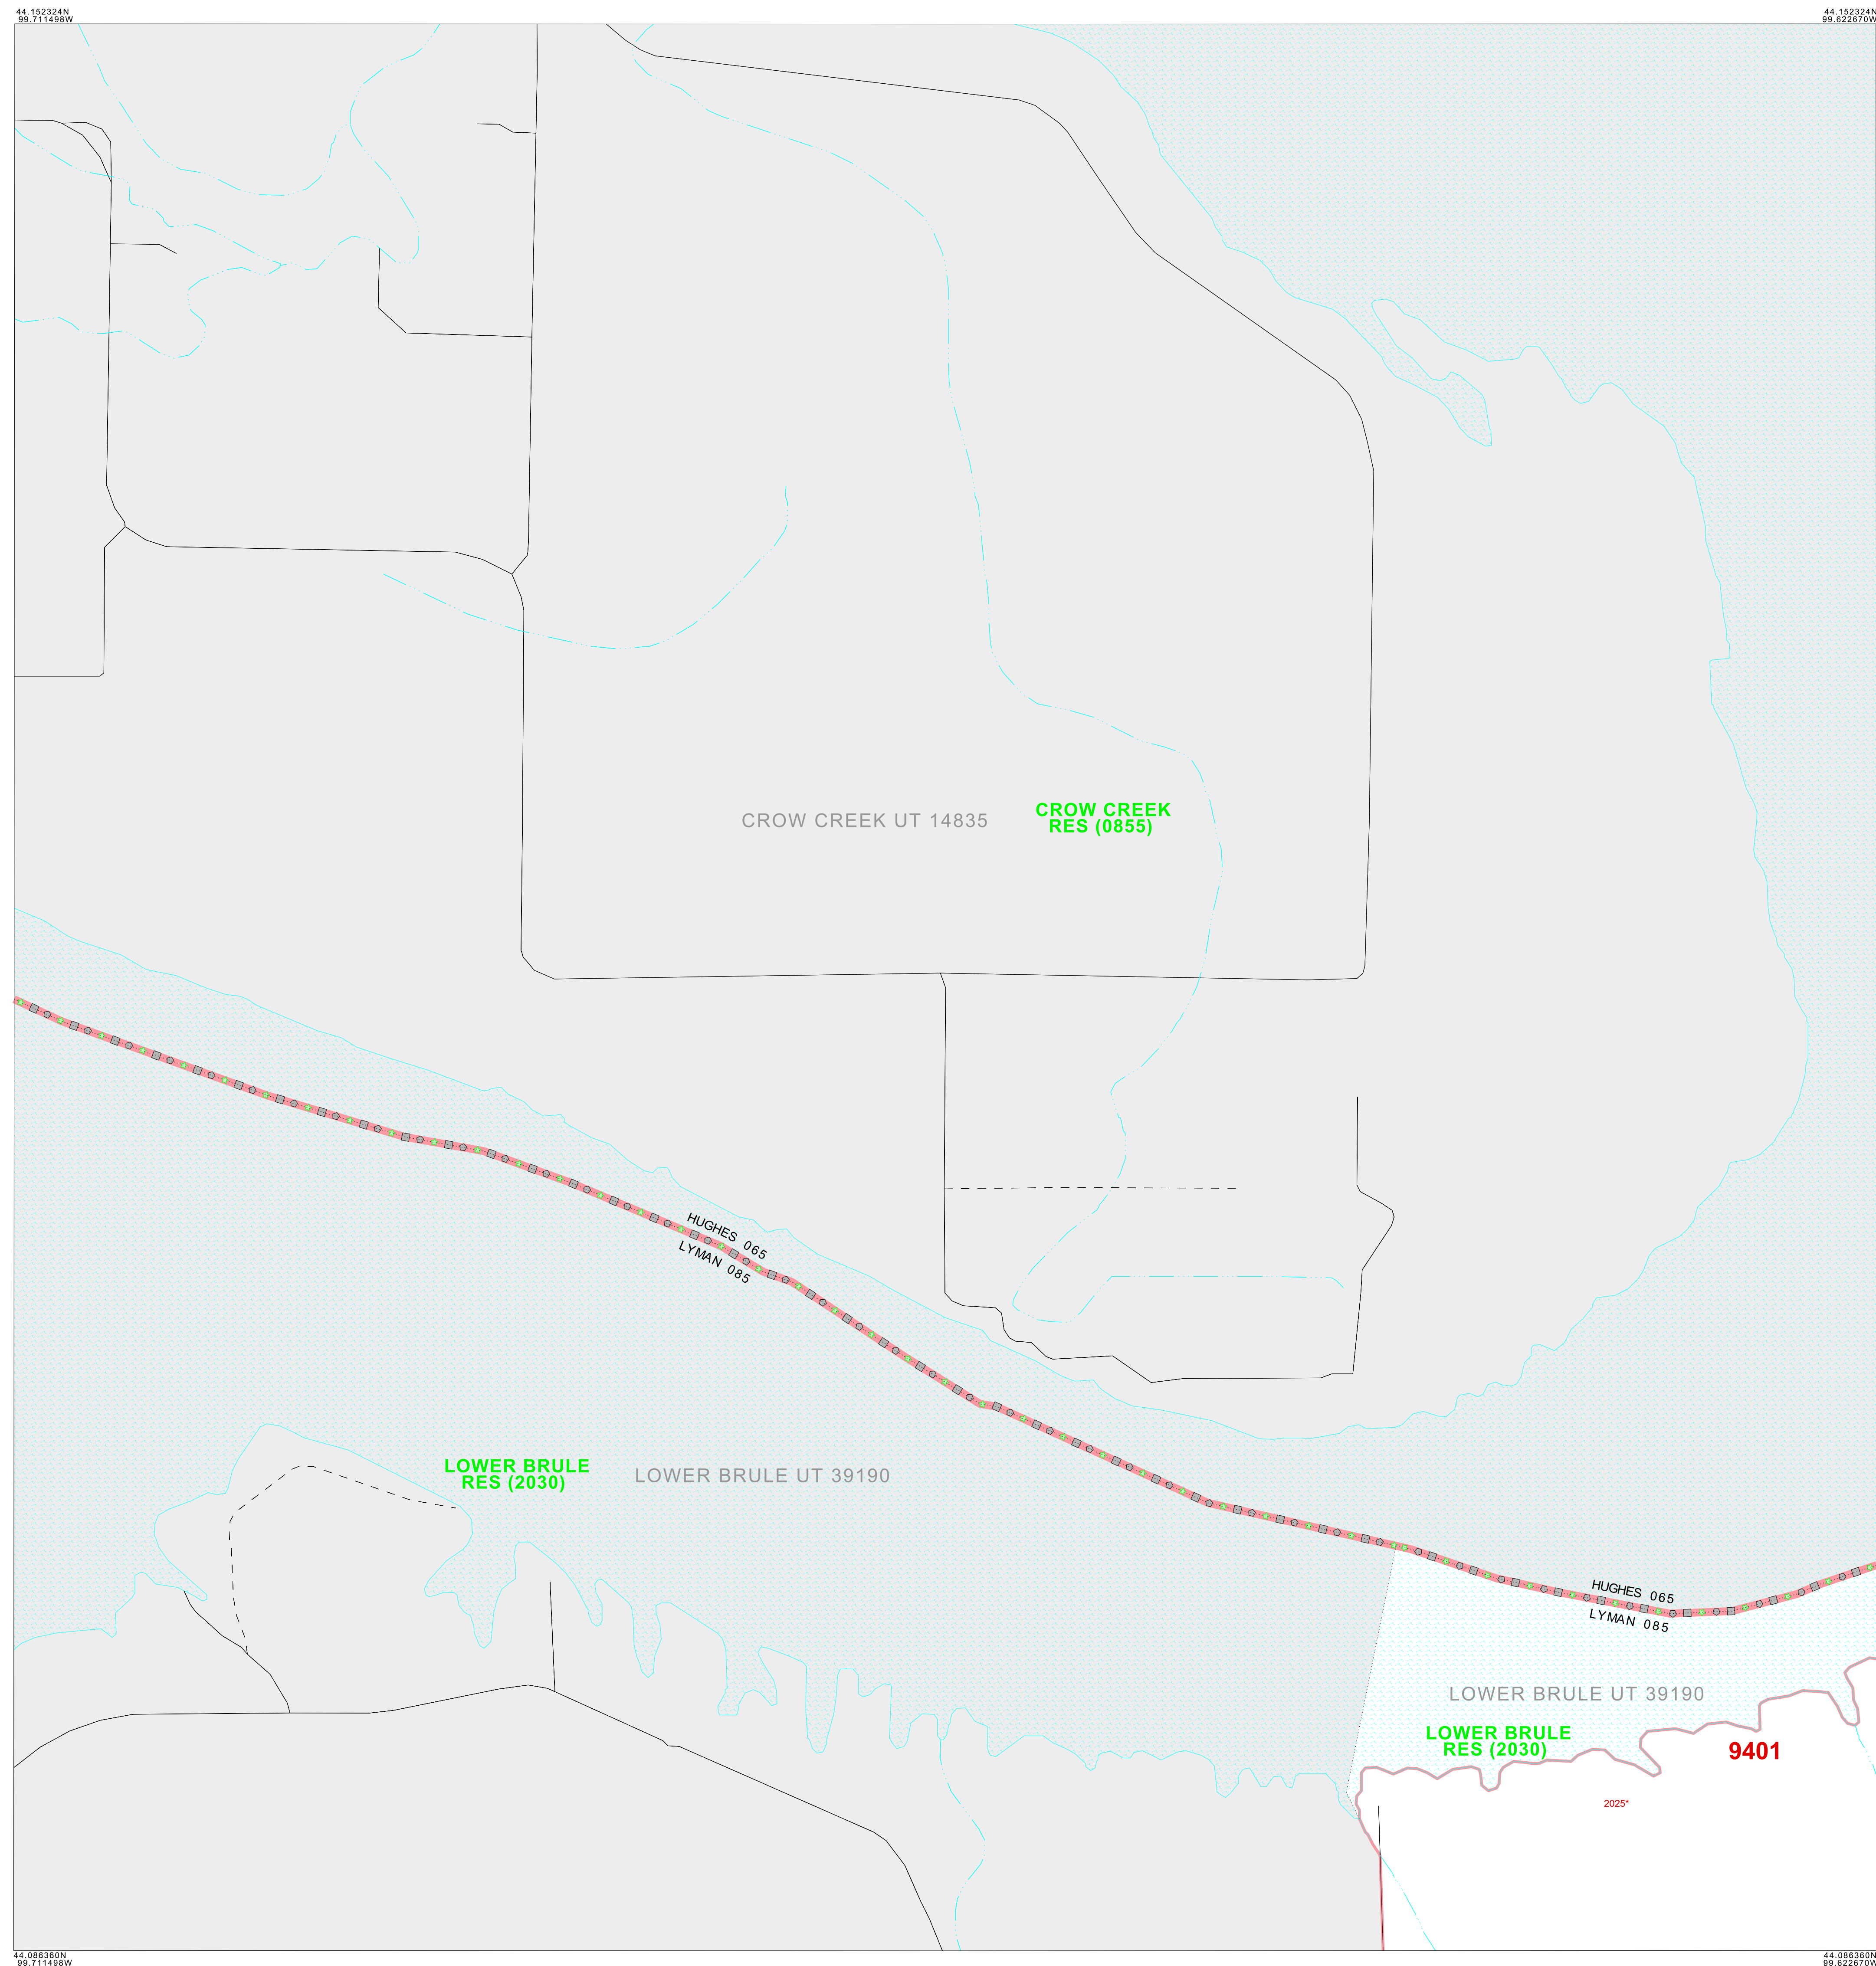 44.152324N
99.711498W
44.152324N
99.622670W
CROW CREEK UT 14835
CROW CREEK
RES (0855)
HUGHES 065
LYMAN 085
LOWER BRULE
RES (2030)
LOWER BRULE UT 39190
HUGHES 065
LYMAN 085
LOWER BRULE UT 39190
LOWER BRULE
RES (2030)
9401
2025*
44.086360N
99.711498W
44.086360N
99.622670W